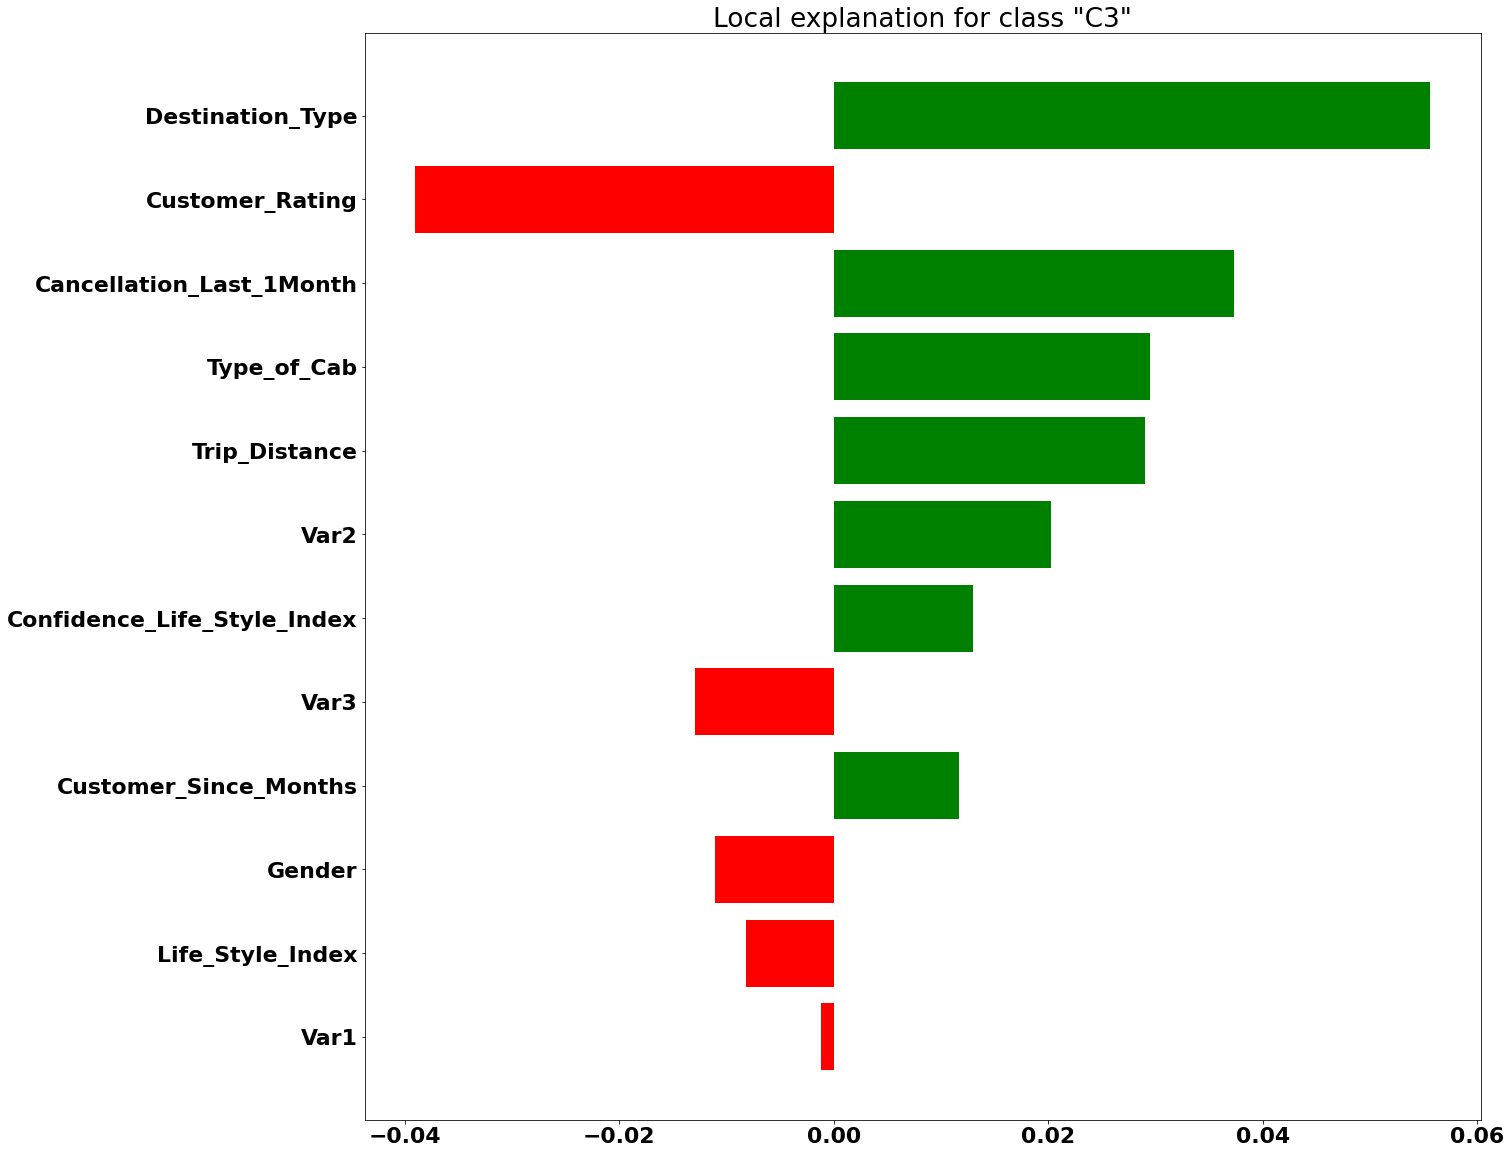 Local explanation for class "C3"
Destination_Type
Customer_Rating
Cancellation_Last_1Month
Type_of_Cab
Trip_Distance
Var2
Confidence_Life_Style_Index
Var3
Customer_Since_Months
Gender
Life_Style_Index
Var1
−0.04 −0.02 0.00 0.02 0.04 0.06